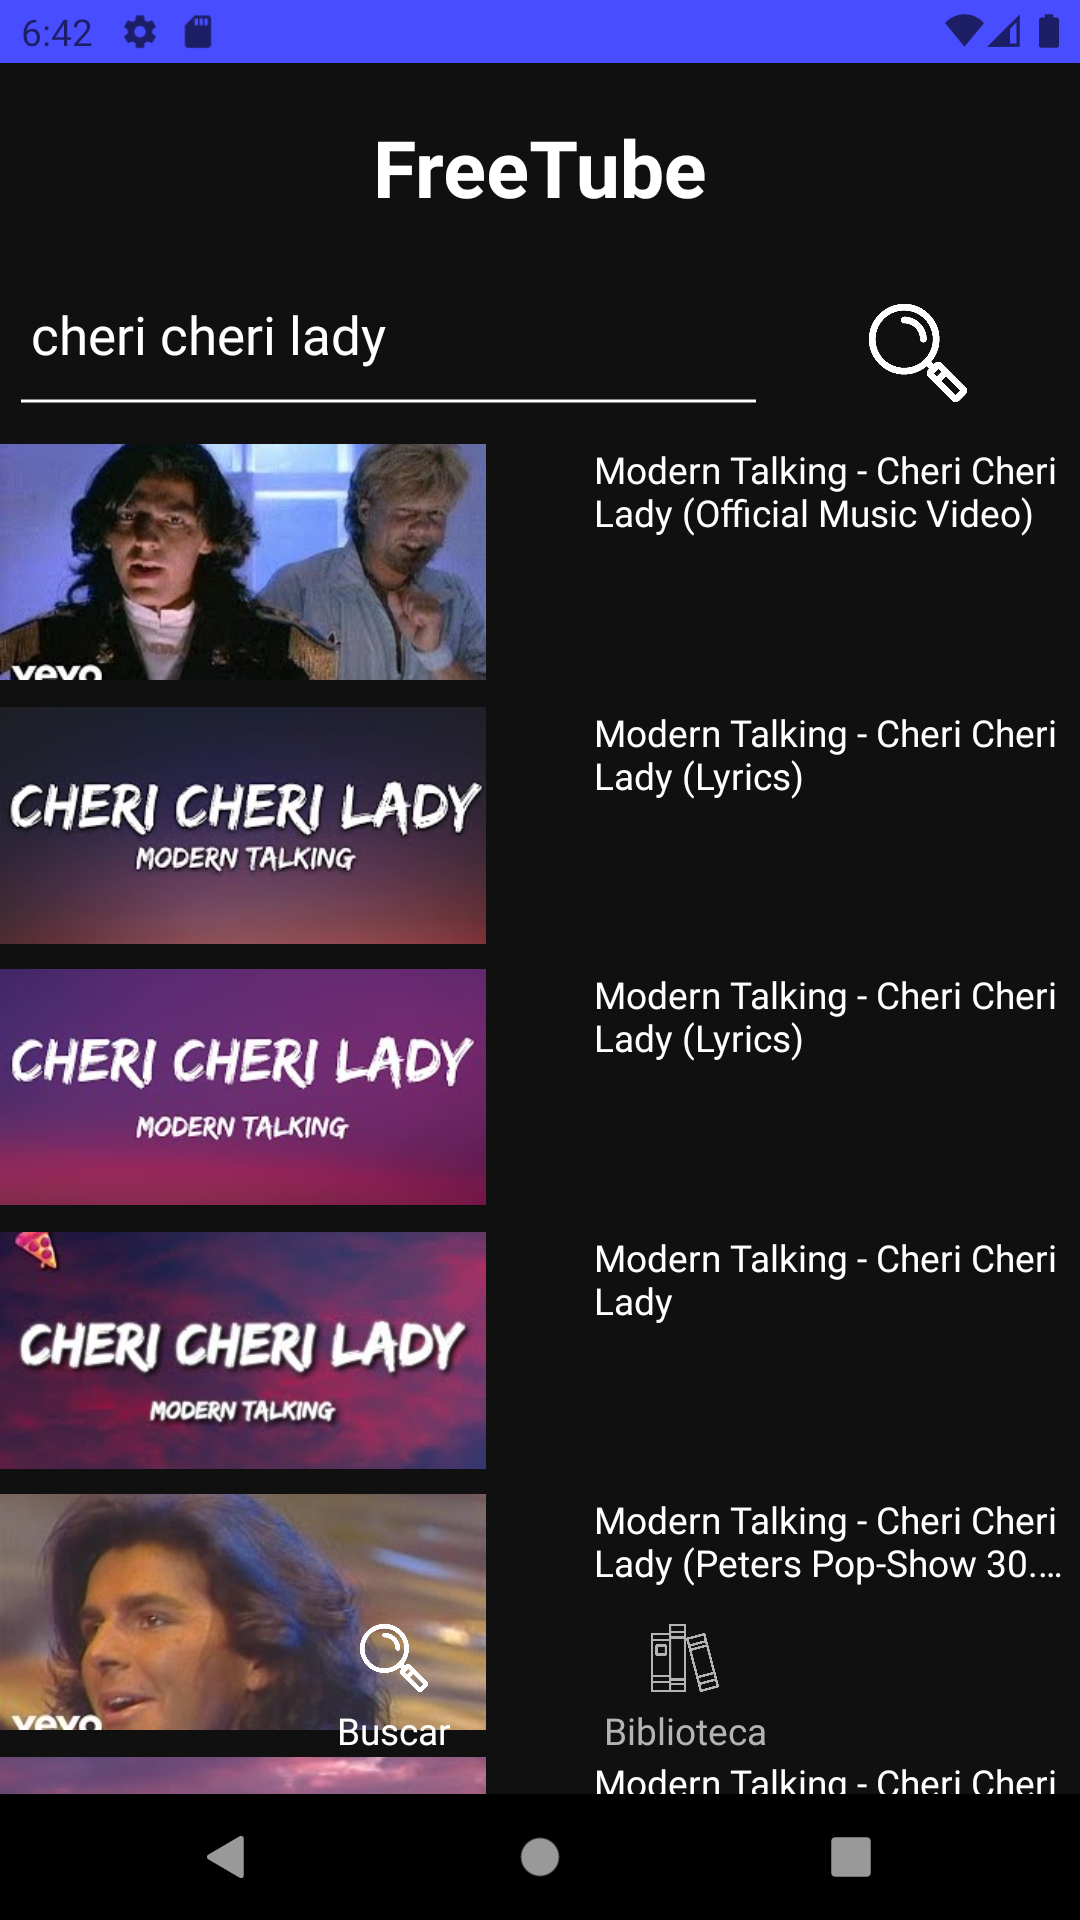 6:42
FreeTube
cheri cheri lady
vevo
Modern Talking - Cheri Cheri
Lady (Official Music Video)
CHERI CHERI LADY
MODERN TALKING
Modern Talking - Cheri Cheri
Lady (Lyrics)
CHERI CHERI LADY
MODERN TALKING
Modern Talking - Cheri Cheri
Lady (Lyrics)
CHERI CHERI LADY
MODERN TALKING
Modern Talking - Cheri Cheri
Lady
vevo
Modern Talking - Cheri Cheri
Lady (Peters Pop-Show 30....
Buscar
Biblioteca
Modern Talking - Cheri Cheri